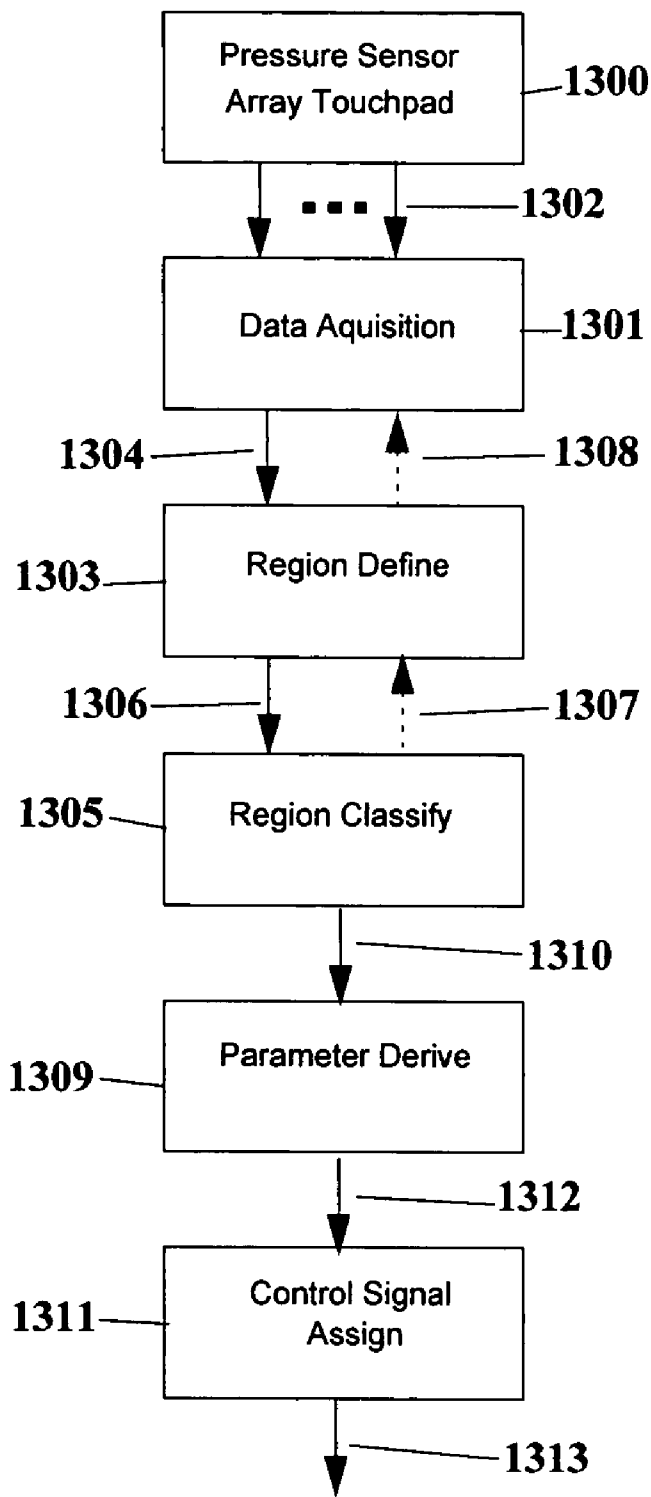 Pressure Sensor
Array Touchpad
1300
1302
Data Aquisition
1301
1304
1308
Region Define
1303
1306
1307
Region Classify
1305
1310
Parameter Derive
1309
1312
Control Signal
Assign
1311
1313